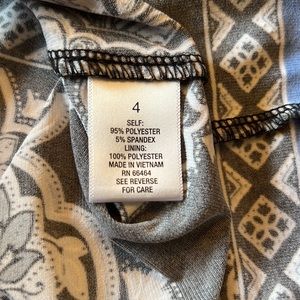 4
SELF:
95% POLYESTER
5% SPANDEX
LINING:
100% POLYESTER
MADE IN VIETNAM
RN 66464
SEE REVERSE
FOR CARE